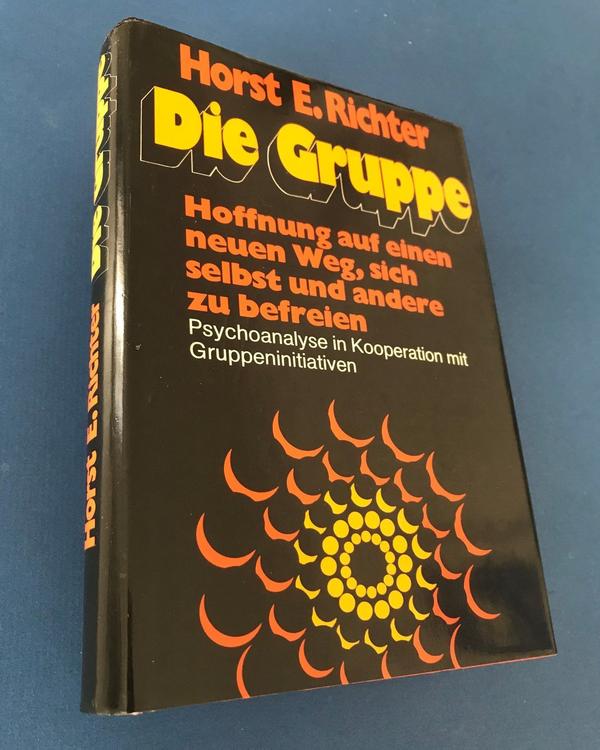 Horst E. Richter
Die Gruppe
Hoffnung auf einen
neuen Weg, sich
selbst und andere
zu befreien
Psychoanalyse in Kooperation mit
Gruppeninitiativen
Horst E. Richter
Die Gruppe